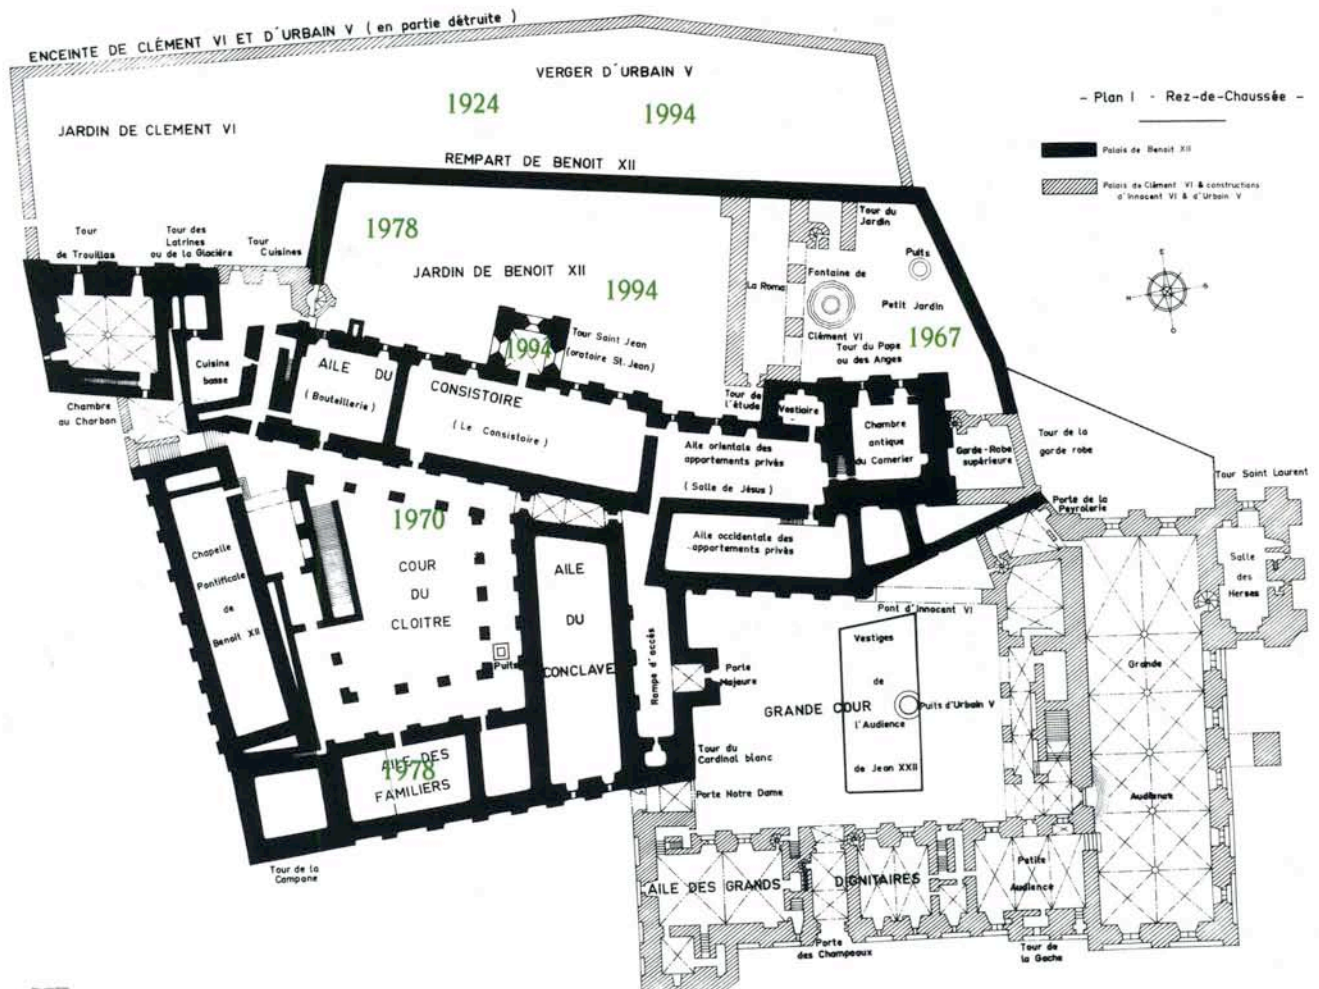 ENCEINTE DE CLÉMENT VI ET D'URBAIN V ( en partie détruite )
VERGER D'URBAIN V
1924
1994
JARDIN DE CLEMENT VI
REMPART DE BENOIT XII
- Plan I - Rez-de-Chaussée -
Palais de Benoit XII
Palais de Clément VI & constructions
d'Innocent VI & d'Urbain V
Tour
de Trouillas
Tour des
Latrines
ou de la Glacière
Tour
Cuisines
1978
JARDIN DE BENOIT XII
1994
La Roma
Tour du
Jardin
Puits
Fontaine de
Clément VI
Petit Jardin
1967
Tour du Pape
ou des Anges
E
S
O
N
Cuisine
basse
AILE DU
( Bouteillerie )
1994
Tour Saint Jean
(oratoire St. Jean)
CONSISTOIRE
( Le Consistoire )
Tour de
l'étude
Vestiaire
Chambre
antique
du Camerier
Garde-Robe
supérieure
Tour de la
garde robe
Chambre
au Charbon
Aile orientale des
appartements privés
(Salle de Jésus)
Aile occidentale des
appartements privés
Porte de la
Peyrolerie
Tour Saint Laurent
Salle
des
Herses
Chapelle
Pontificale
de
Benoit XII
1970
COUR
DU
CLOITRE
Puits
AILE
DU
CONCLAVE
Rampe d'accès
Porte
Majeure
Pont d'Innocent VI
GRANDE COUR
Vestiges
de
l'Audience
de Jean XXII
Puits d'Urbain V
Grande
Audience
AILE DES
1978
FAMILIERS
Tour du
Cardinal blanc
Porte Notre Dame
Tour de la
Campane
AILE DES GRANDS
DIGNITAIRES
Petite
Audience
Porte
des Champeaux
Tour de
la Gache